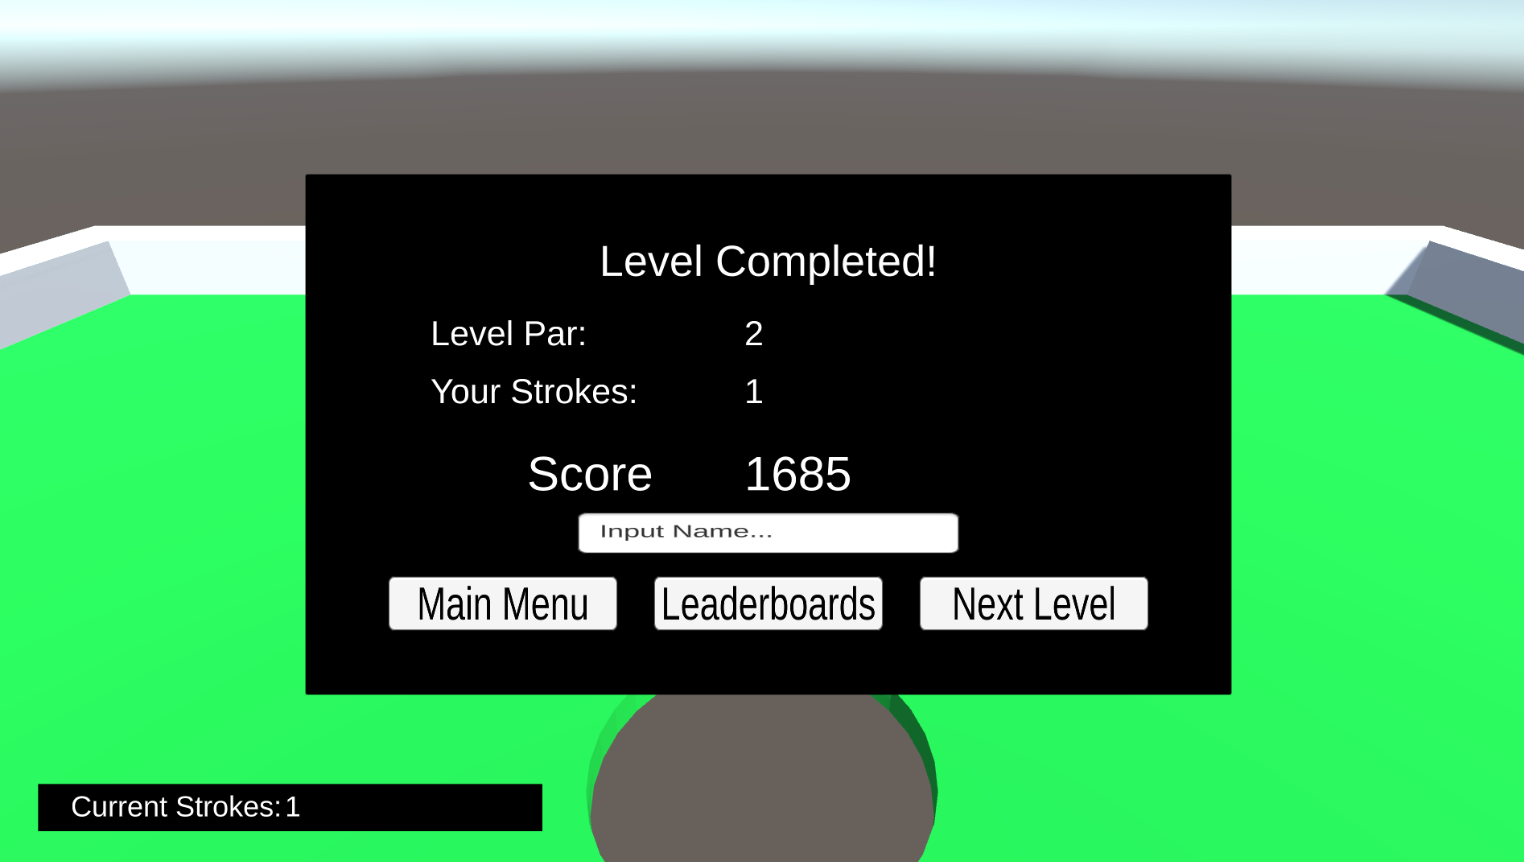 Level Completed!
Level Par: 2
Your Strokes: 1
Score 1685
Input Name...
Main Menu Leaderboards Next Level
Current Strokes: 1